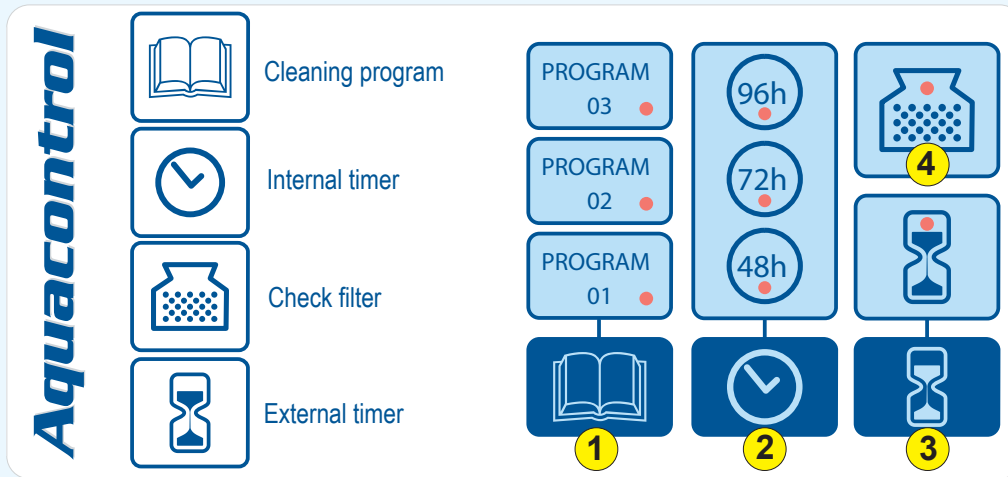 Aquacontrol
Cleaning program
Internal timer
Check filter
External timer
PROGRAM
03
PROGRAM
02
PROGRAM
01
96h
72h
48h
4
1
2
3